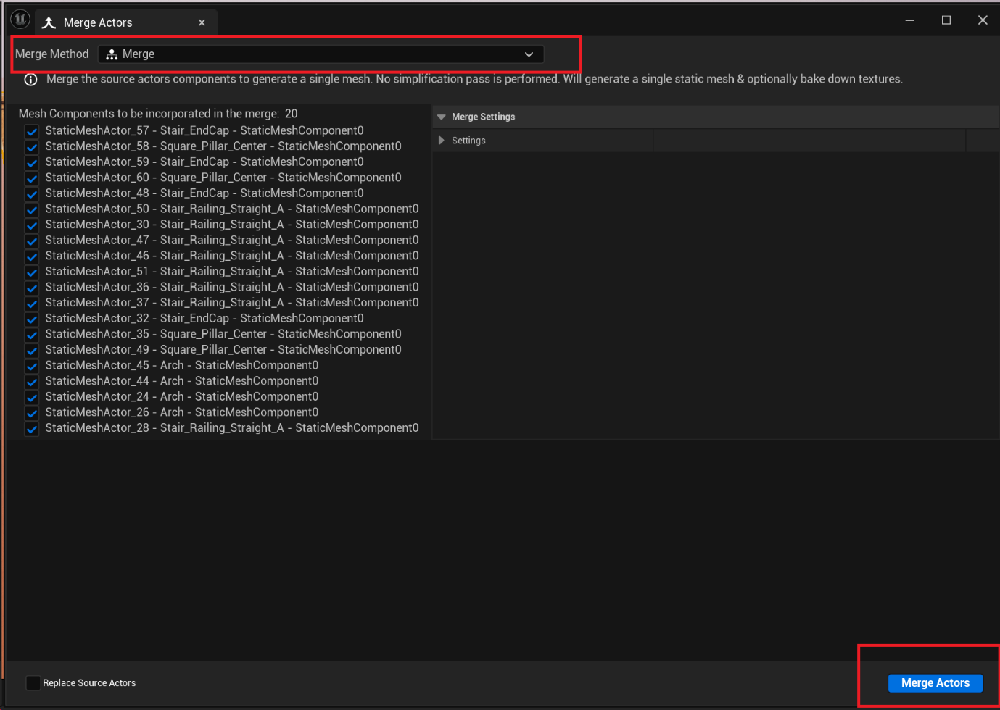 Merge Actors
Merge Method Merge
Merge the source actors components to generate a single mesh. No simplification pass is performed. Will generate a single static mesh & optionally bake down textures.
Mesh Components to be incorporated in the merge: 20
StaticMeshActor_57 - Stair_EndCap - StaticMeshComponent0
StaticMeshActor_58 - Square_Pillar_Center - StaticMeshComponent0
StaticMeshActor_59 - Stair_EndCap - StaticMeshComponent0
StaticMeshActor_60 - Square_Pillar_Center - StaticMeshComponent0
StaticMeshActor_48 - Stair_EndCap - StaticMeshComponent0
StaticMeshActor_50 - Stair_Railing_Straight_A - StaticMeshComponent0
StaticMeshActor_30 - Stair_Railing_Straight_A - StaticMeshComponent0
StaticMeshActor_47 - Stair_Railing_Straight_A - StaticMeshComponent0
StaticMeshActor_46 - Stair_Railing_Straight_A - StaticMeshComponent0
StaticMeshActor_51 - Stair_Railing_Straight_A - StaticMeshComponent0
StaticMeshActor_36 - Stair_Railing_Straight_A - StaticMeshComponent0
StaticMeshActor_37 - Stair_Railing_Straight_A - StaticMeshComponent0
StaticMeshActor_32 - Stair_EndCap - StaticMeshComponent0
StaticMeshActor_35 - Square_Pillar_Center - StaticMeshComponent0
StaticMeshActor_49 - Square_Pillar_Center - StaticMeshComponent0
StaticMeshActor_45 - Arch - StaticMeshComponent0
StaticMeshActor_44 - Arch - StaticMeshComponent0
StaticMeshActor_24 - Arch - StaticMeshComponent0
StaticMeshActor_26 - Arch - StaticMeshComponent0
StaticMeshActor_28 - Stair_Railing_Straight_A - StaticMeshComponent0
Merge Settings
Settings
Replace Source Actors
Merge Actors